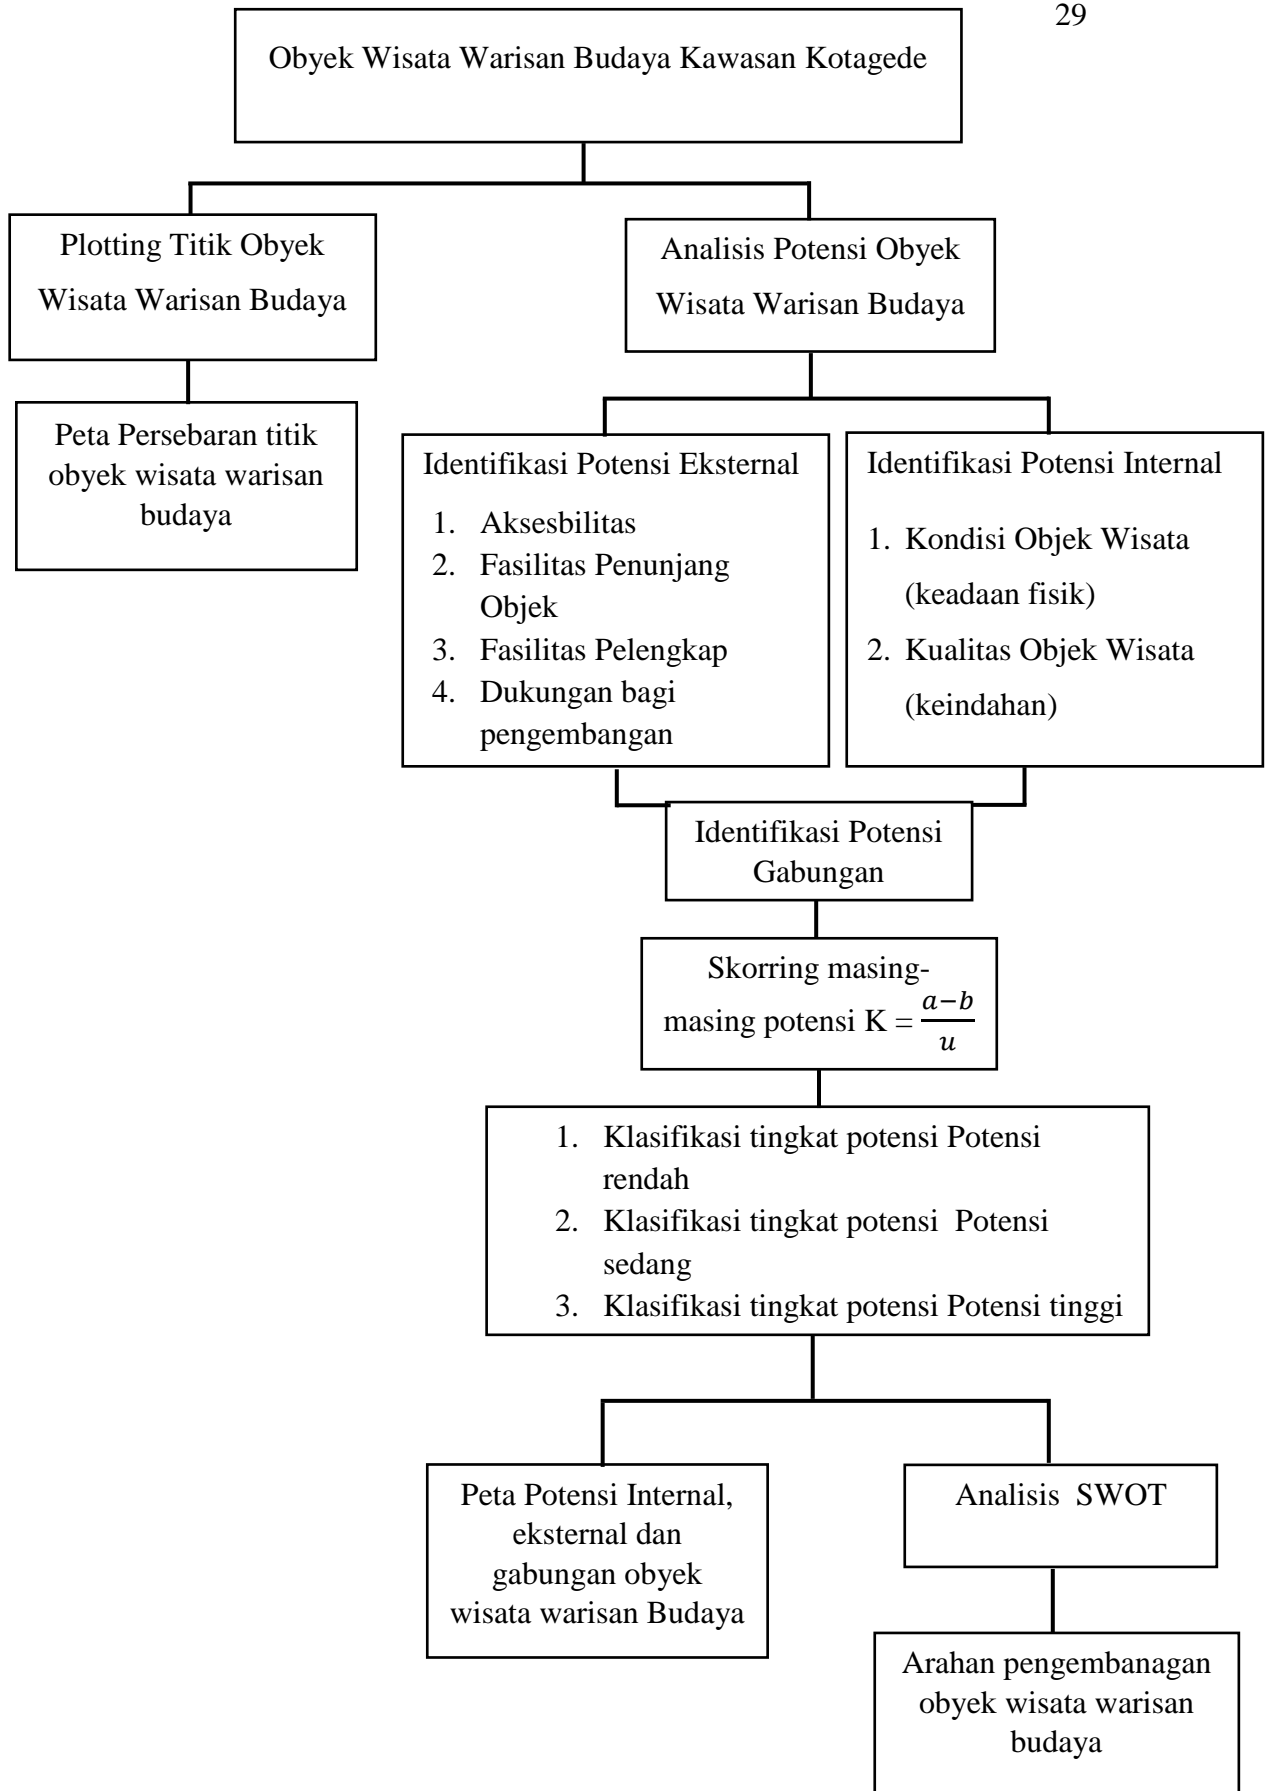 29
Obyek Wisata Warisan Budaya Kawasan Kotagede
Plotting Titik Obyek
Wisata Warisan Budaya
Analisis Potensi Obyek
Wisata Warisan Budaya
Peta Persebaran titik
obyek wisata warisan
budaya
Identifikasi Potensi Eksternal
1. Aksesbilitas
2. Fasilitas Penunjang
Objek
3. Fasilitas Pelengkap
4. Dukungan bagi
pengembangan
Identifikasi Potensi Internal
1. Kondisi Objek Wisata
(keadaan fisik)
2. Kualitas Objek Wisata
(keindahan)
Identifikasi Potensi
Gabungan
Skorring masing-
masing potensi K = \frac{a-b}{u}
1. Klasifikasi tingkat potensi Potensi
rendah
2. Klasifikasi tingkat potensi  Potensi
sedang
3. Klasifikasi tingkat potensi Potensi tinggi
Peta Potensi Internal,
eksternal dan
gabungan obyek
wisata warisan Budaya
Analisis  SWOT
Arahan pengembanagan
obyek wisata warisan
budaya